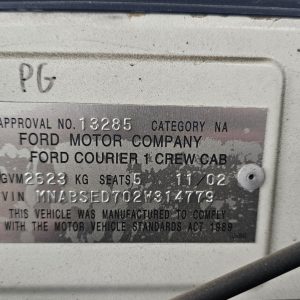 PG
APPROVAL NO. 13285 CATEGORY NA
FORD MOTOR COMPANY
FORD COURIER 1 CREW CAB
GVM 2523 KG SEATS 5 11/02
VIN MNABSED702W314779
THIS VEHICLE WAS MANUFACTURED TO COMPLY
WITH THE MOTOR VEHICLE STANDARDS ACT 1989